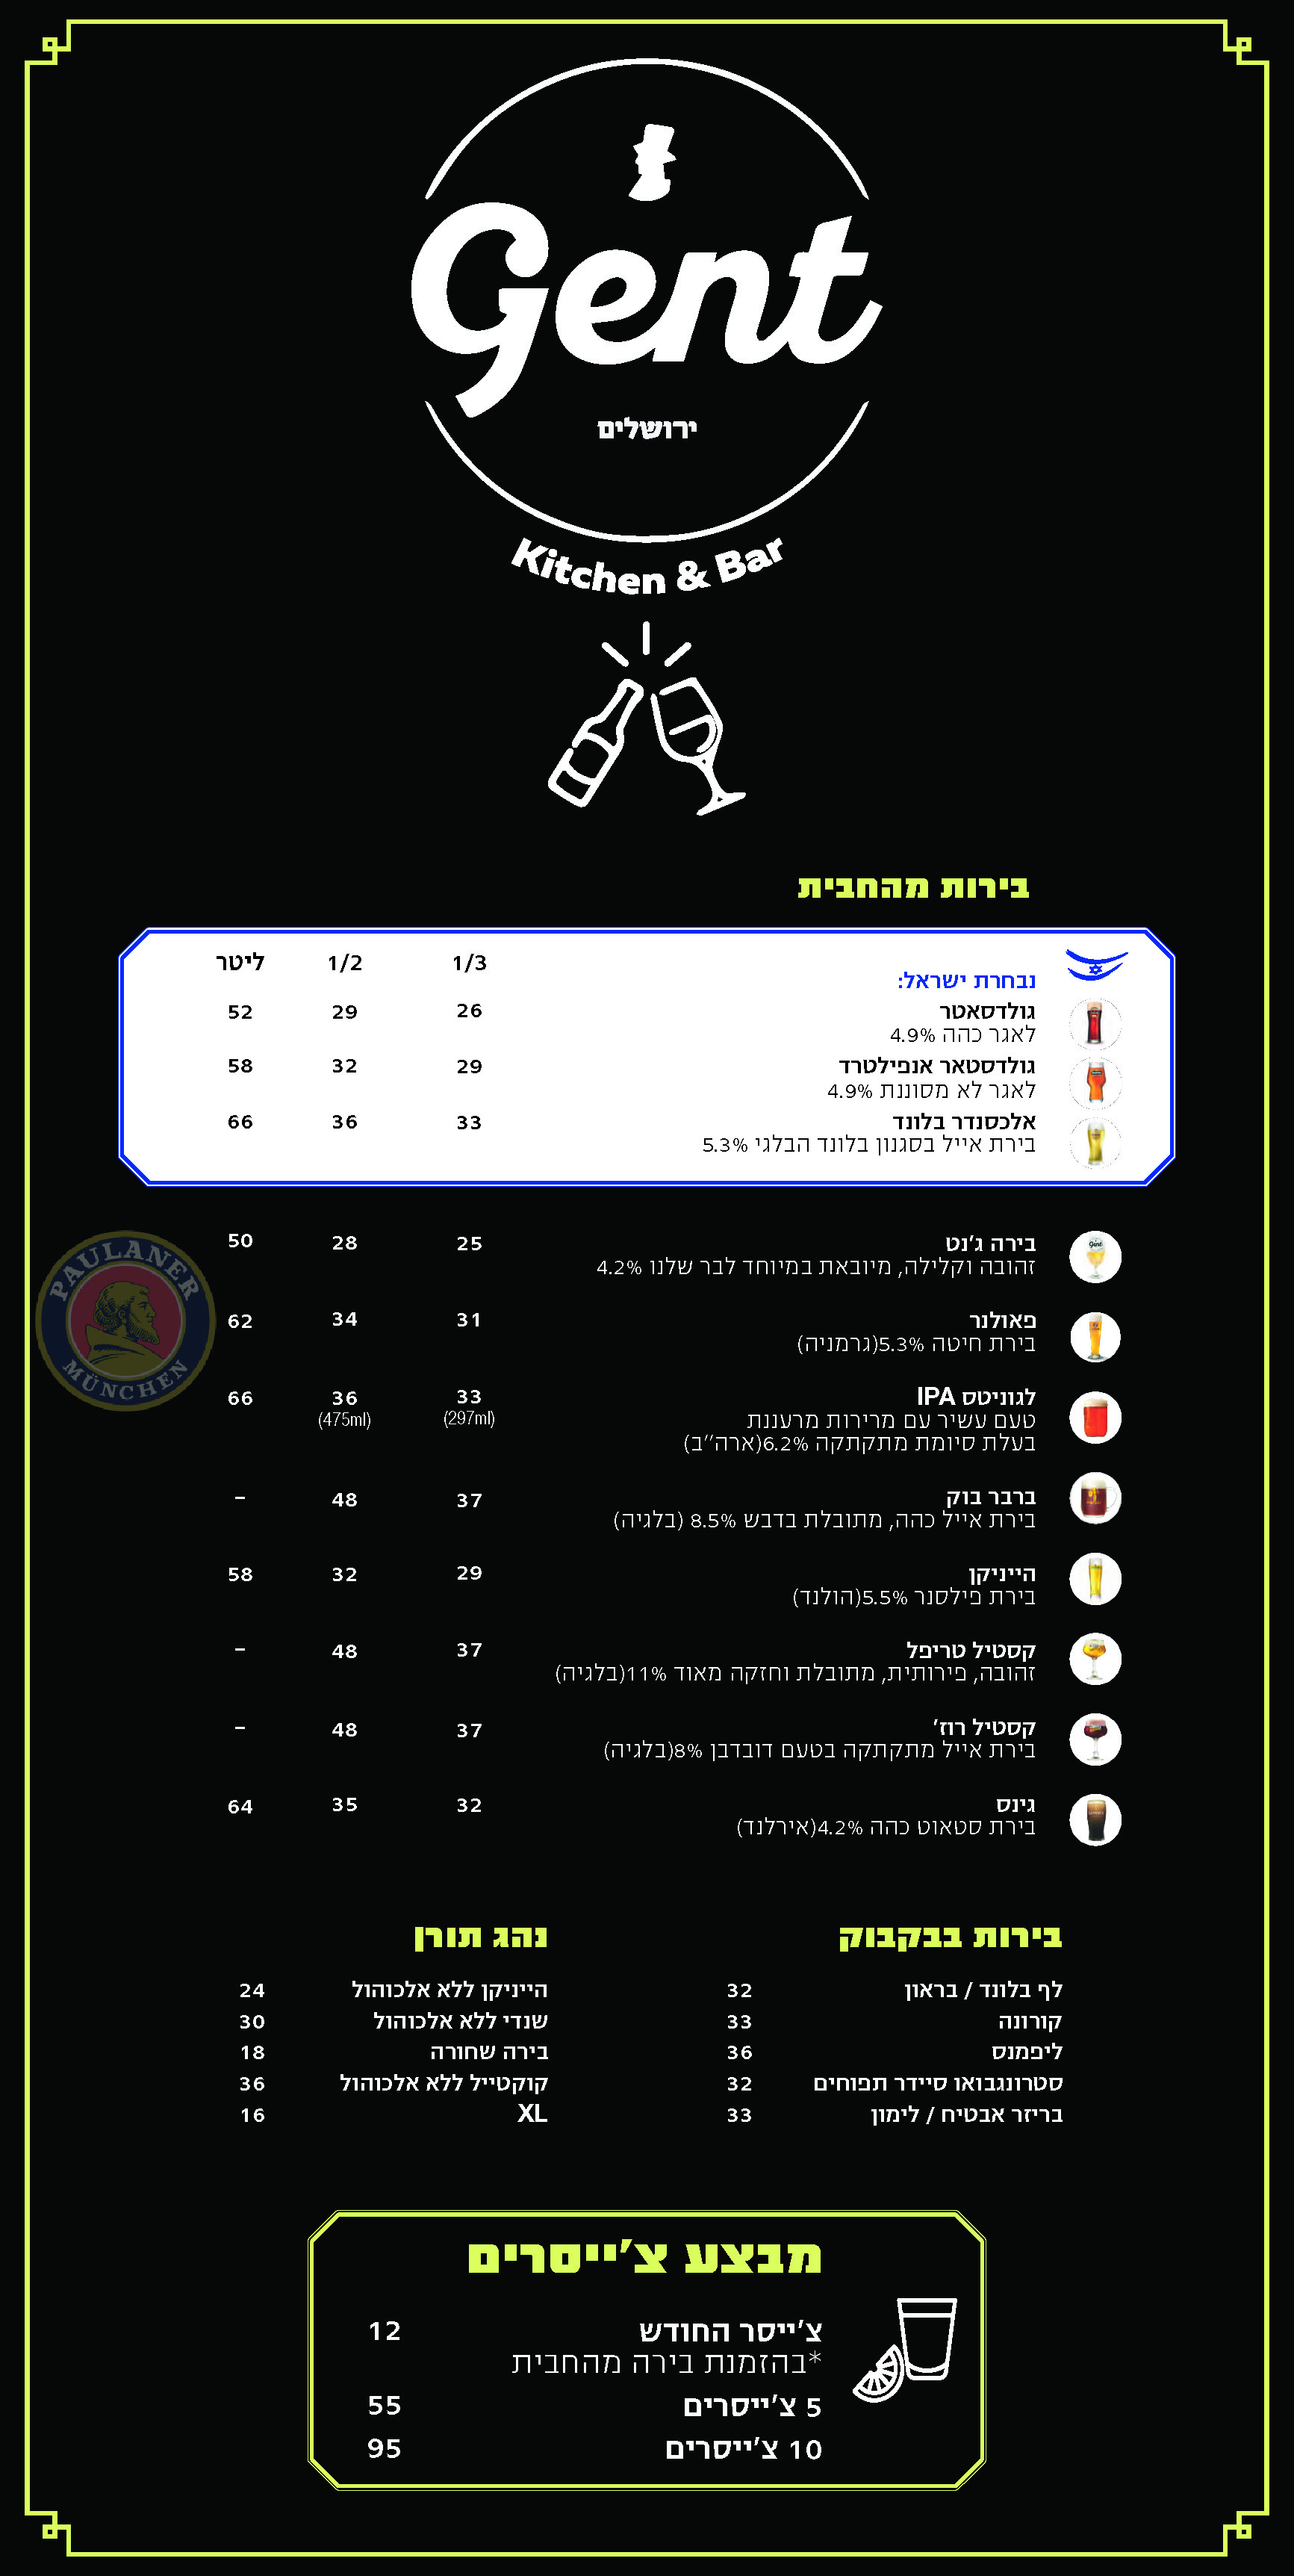 Gent
ירושלים
Kitchen & Bar
בירות מהחבית
1/3 1/2 ליטר
נבחרת ישראל:
גולדסאטר 26 29 52
לאגר כהה 4.9%
גולדסטאר אנפילטרד 29 32 58
לאגר לא מסוננת 4.9%
אלכסנדר בלונד 33 36 66
בירת אייל בסגנון בלונד הבלגי 5.3%
בירה ג'נט 25 28 50
זהובה וקלילה, מיובאת במיוחד לבר שלנו 4.2%
PAULANER
MÜNCHEN
פאולנר 31 34 62
בירת חיטה 5.3%(גרמניה)
לגוניטס IPA 33 36 66
(297ml) (475ml)
טעם עשיר עם מרירות מרעננת
בעלת סיומת מתקתקה 6.2%(ארה''ב)
ברבר בוק 37 48 -
בירת אייל כהה, מתובלת בדבש 8.5% (בלגיה)
הייניקן 29 32 58
בירת פילסנר 5.5%(הולנד)
קסטיל טריפל 37 48 -
זהובה, פירותית, מתובלת וחזקה מאוד 11%(בלגיה)
קסטיל רוז' 37 48 -
בירת אייל מתקתקה בטעם דובדבן 8%(בלגיה)
גינס 32 35 64
בירת סטאוט כהה 4.2%(אירלנד)
בירות בבקבוק
לף בלונד / בראון 32
קורונה 33
ליפמנס 36
סטרונגבואו סיידר תפוחים 32
בריזר אבטיח / לימון 33
נהג תורן
הייניקן ללא אלכוהול 24
שנדי ללא אלכוהול 30
בירה שחורה 18
קוקטייל ללא אלכוהול 36
XL 16
מבצע צ'ייסרים
צ'ייסר החודש 12
*בהזמנת בירה מהחבית
5 צ'ייסרים 55
10 צ'ייסרים 95